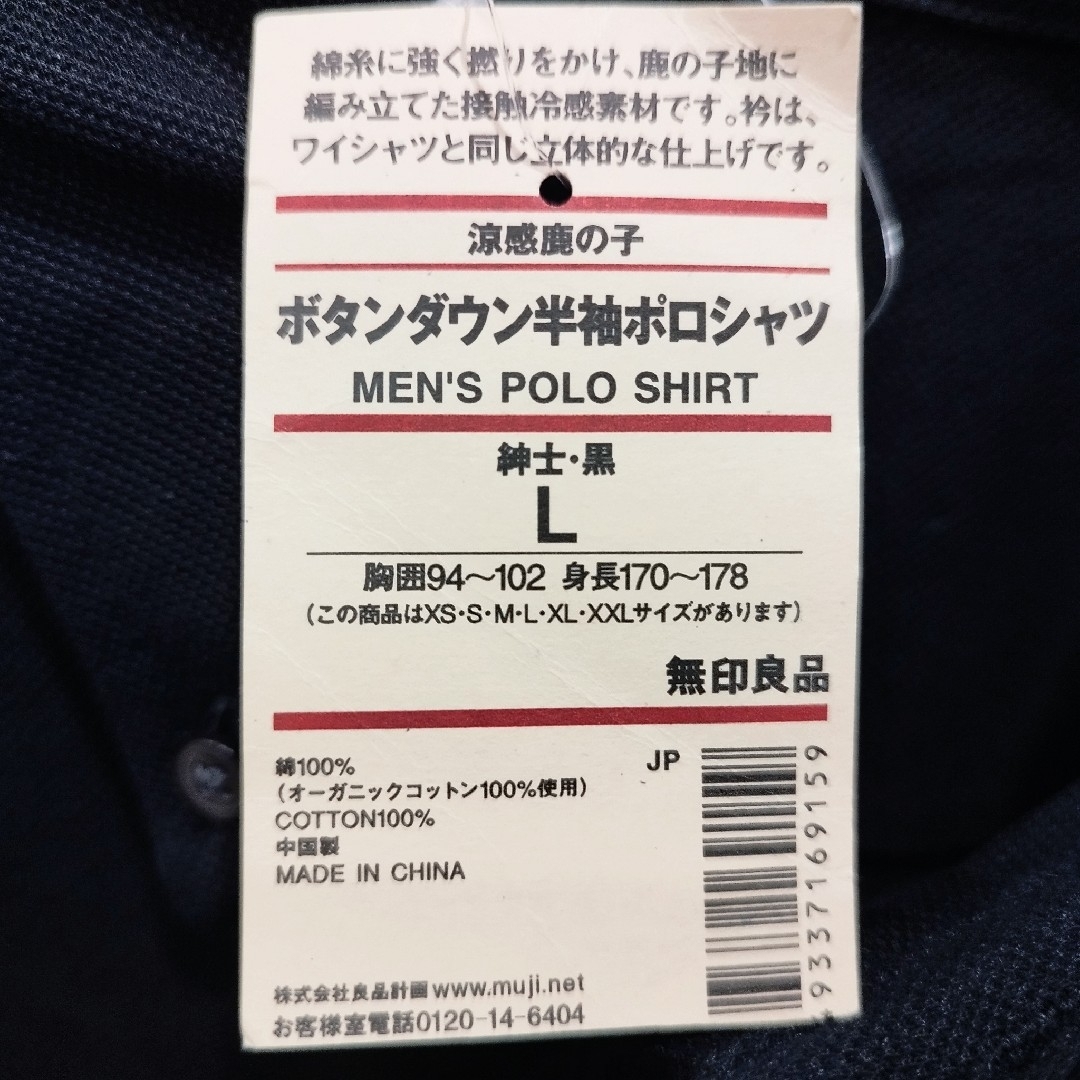 綿糸に強く撚りをかけ、鹿の子地に
編み立てた接触冷感素材です。衿は、
ワイシャツと同じ立体的な仕上げです。
涼感鹿の子
ボタンダウン半袖ポロシャツ
MEN'S POLO SHIRT
紳士・黒
L
胸囲94〜102 身長170〜178
(この商品はXS・S・M・L・XL・XXLサイズがあります)
無印良品
綿100%
(オーガニックコットン100%使用)
COTTON100%
中国製
MADE IN CHINA
株式会社良品計画 www.muji.net
お客様室電話0120-14-6404
JP
*9337169159